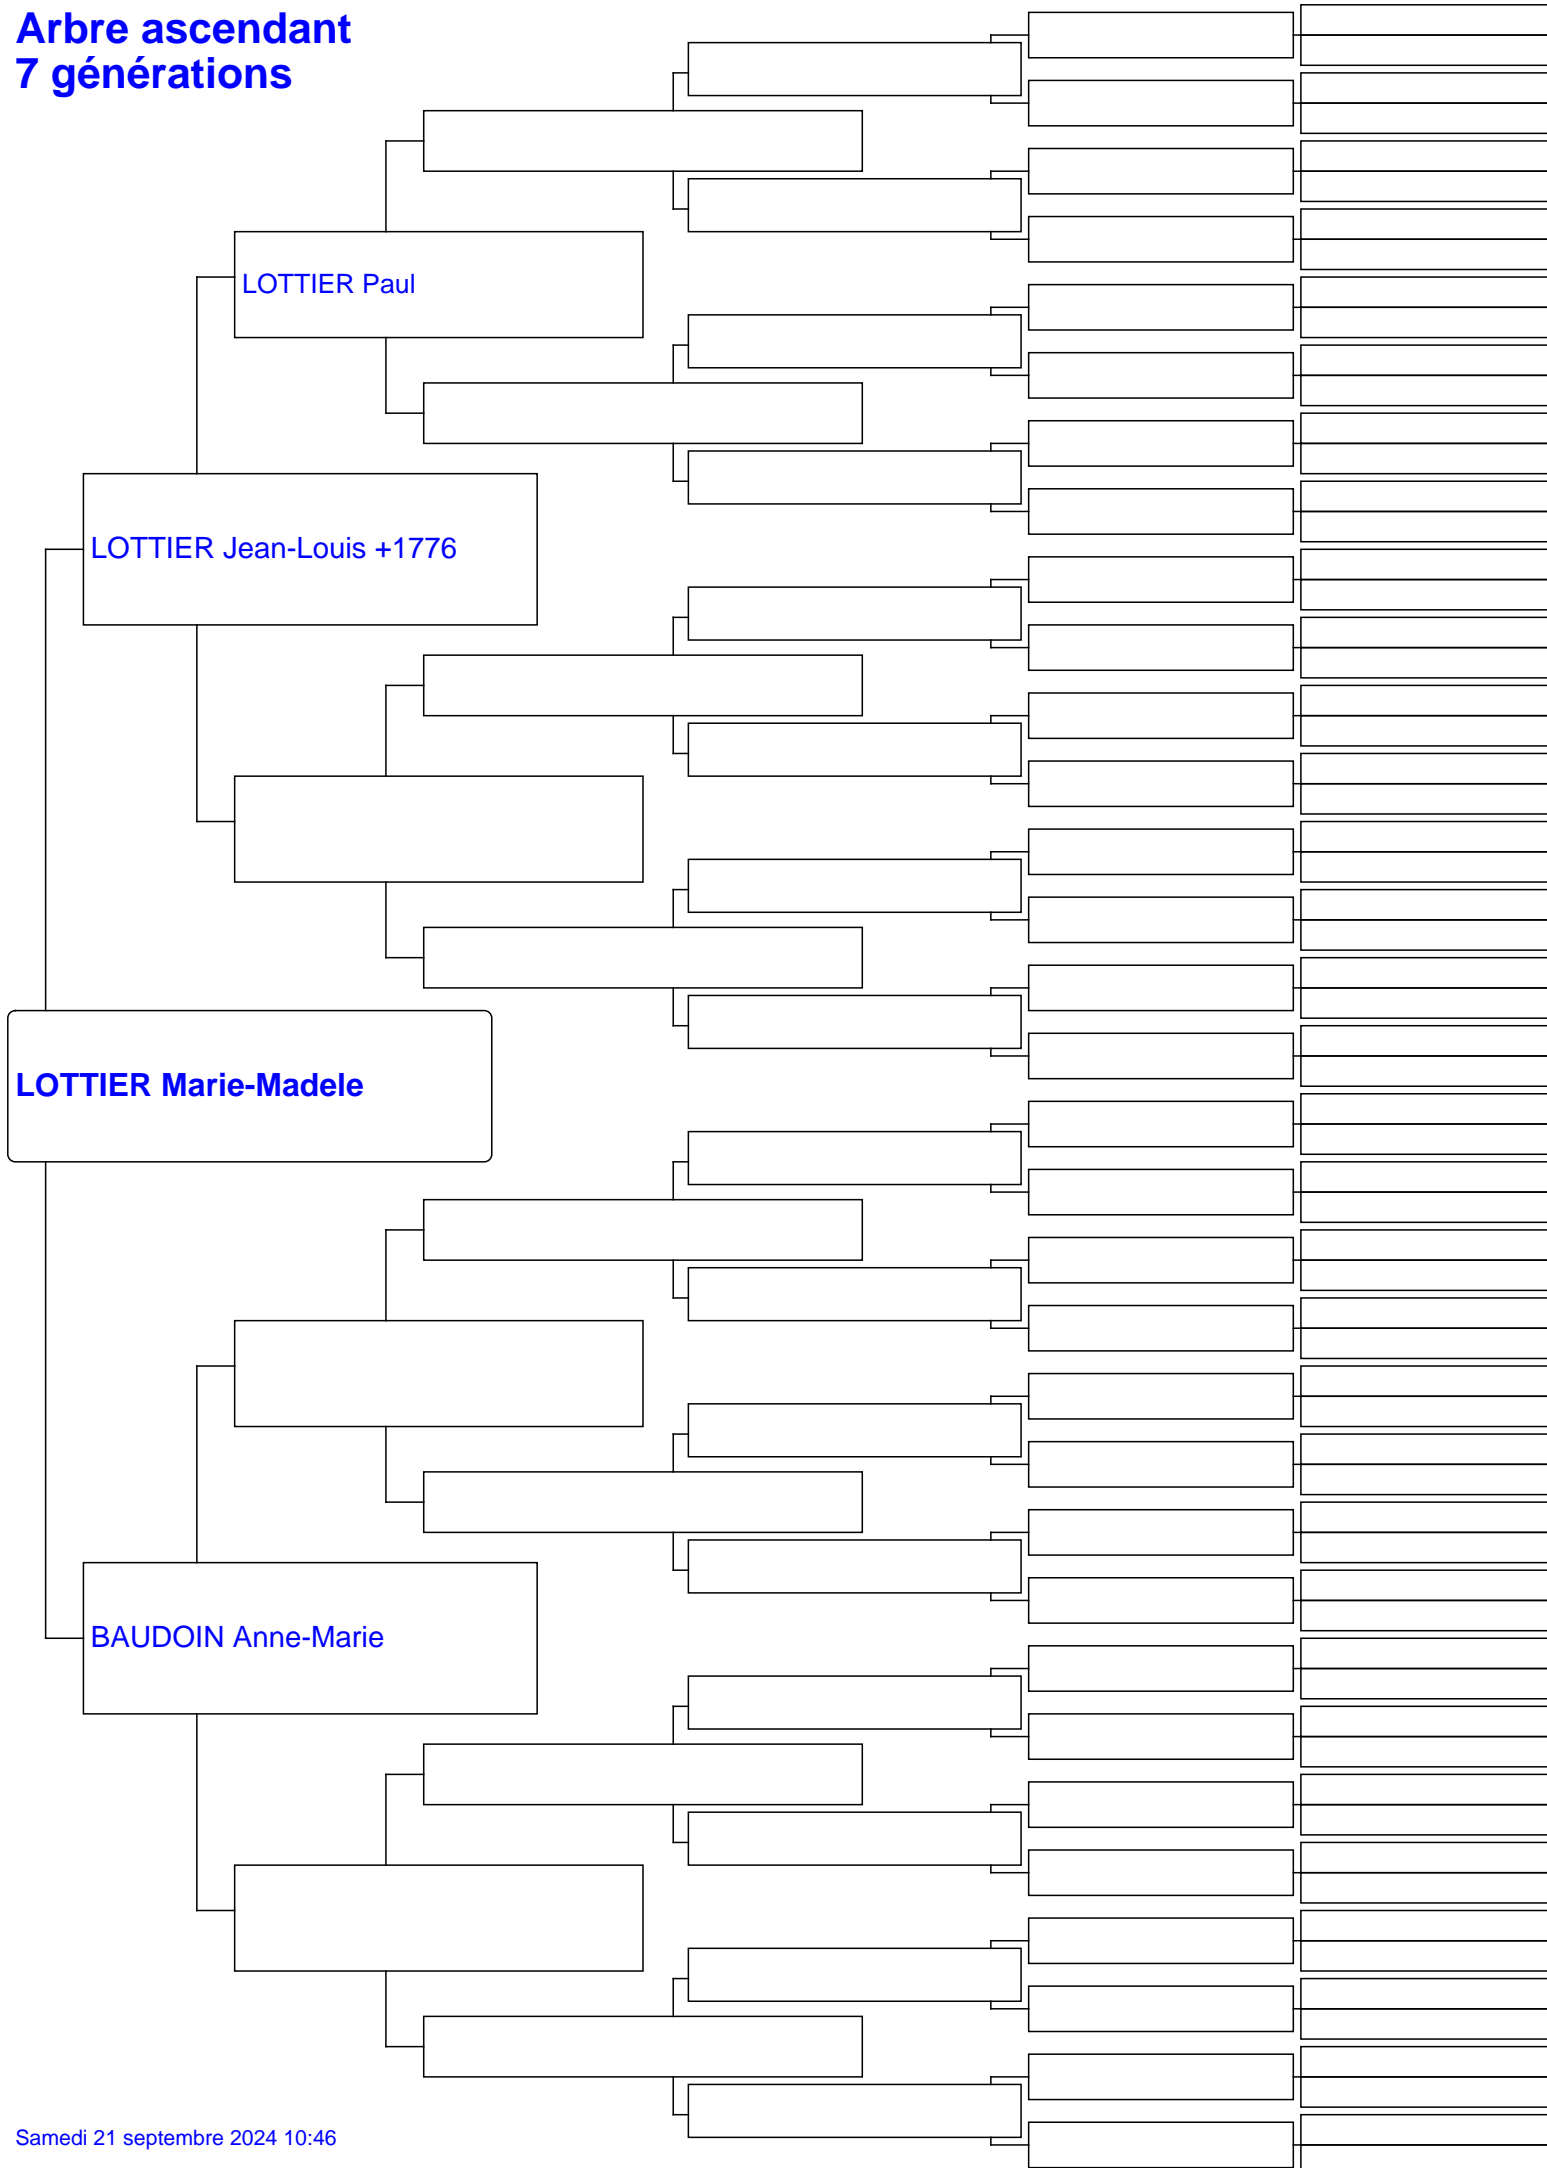 Arbre ascendant
7 générations
LOTTIER Paul
LOTTIER Jean-Louis +1776
LOTTIER Marie-Madele
BAUDOIN Anne-Marie
Samedi 21 septembre 2024 10:46